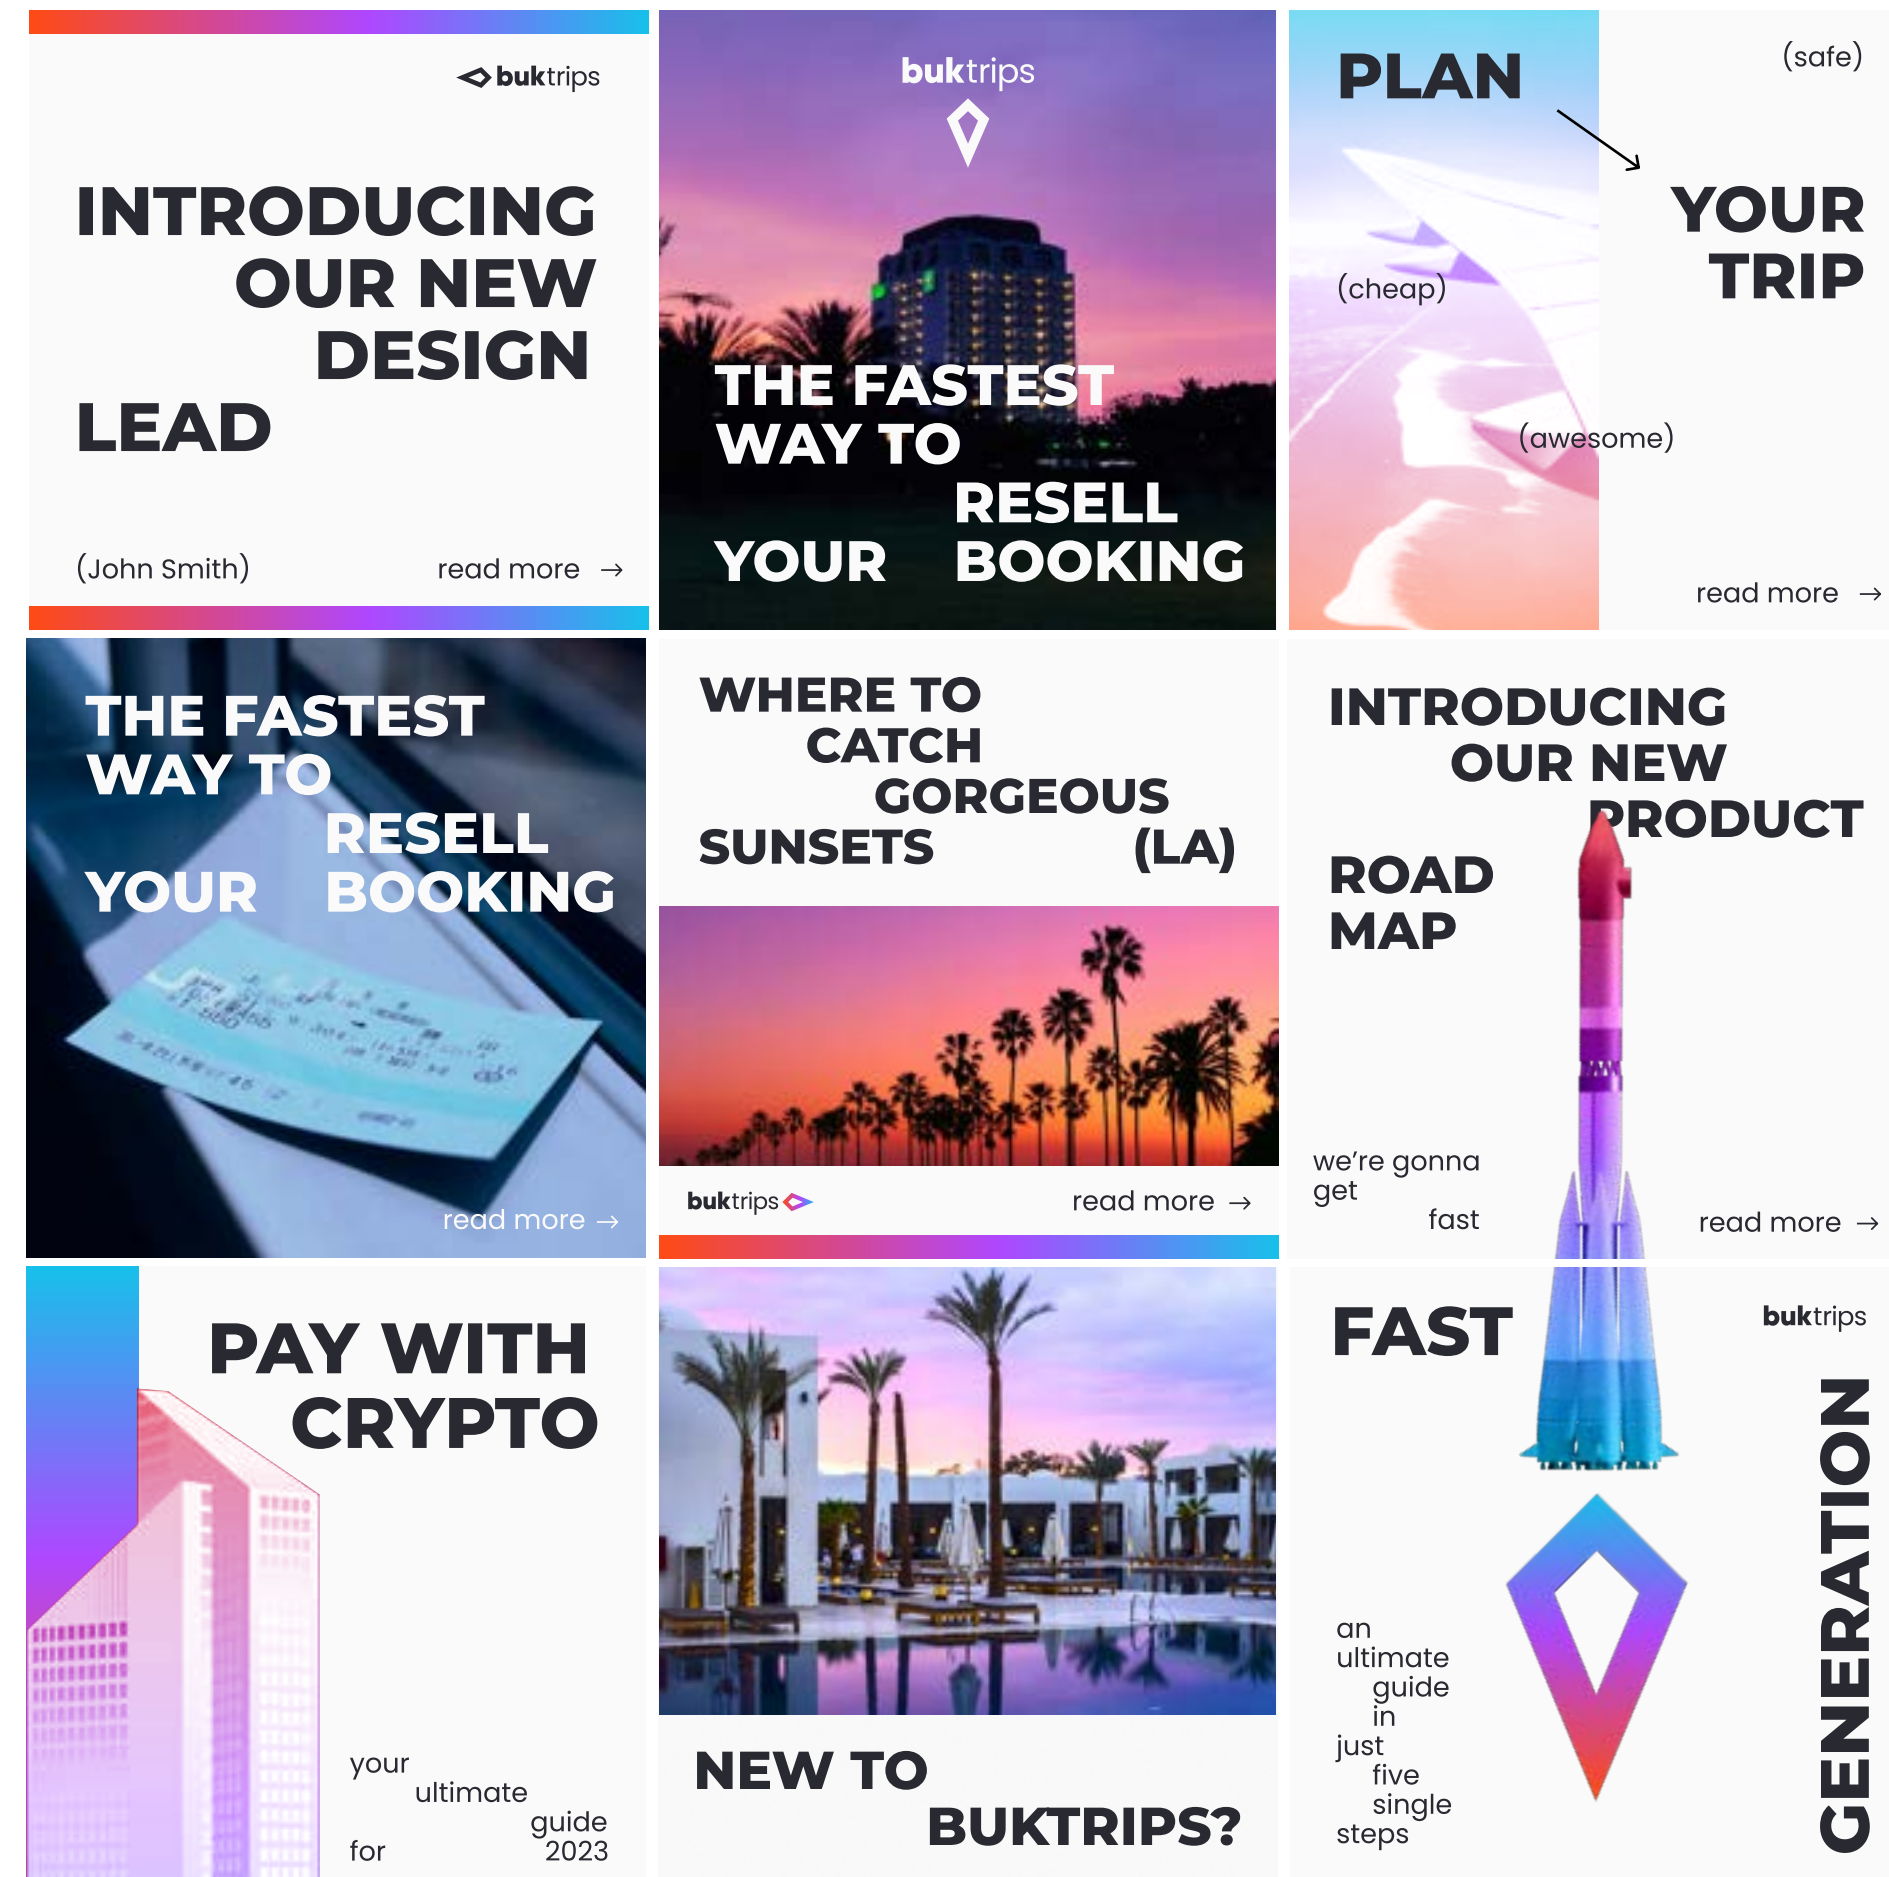 buktrips
INTRODUCING
OUR NEW
DESIGN
LEAD
(John Smith)
read more →
buktrips
THE FASTEST
WAY TO
RESELL
YOUR BOOKING
PLAN
(safe)
YOUR
TRIP
(cheap)
(awesome)
read more →
THE FASTEST
WAY TO
RESELL
YOUR BOOKING
read more →
WHERE TO
CATCH
GORGEOUS
SUNSETS (LA)
buktrips
read more →
INTRODUCING
OUR NEW
PRODUCT
ROAD
MAP
we're gonna
get
fast
read more →
PAY WITH
CRYPTO
your
ultimate
guide
for 2023
NEW TO
BUKTRIPS?
FAST
buktrips
GENERATION
an
ultimate
guide
in
just
five
single
steps